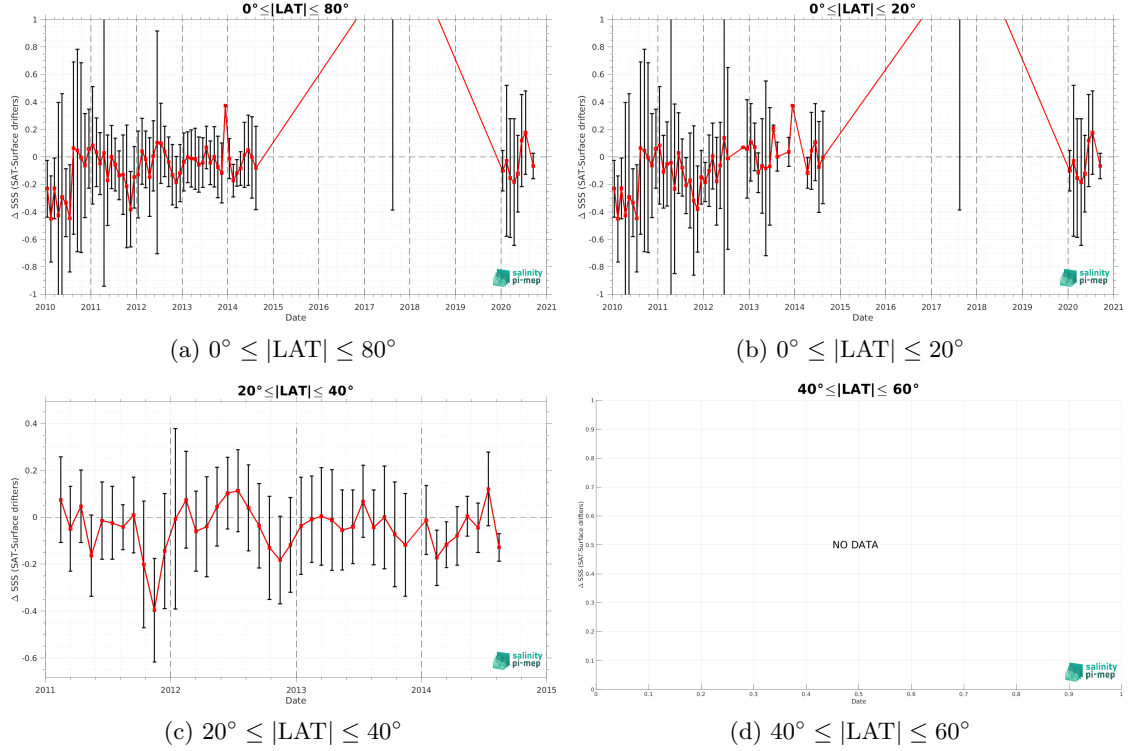 0°≤|LAT|≤ 80°
Δ SSS (SAT-Surface drifters)
1
0.8
0.6
0.4
0.2
0
-0.2
-0.4
-0.6
-0.8
-1
2010 2011 2012 2013 2014 2015 2016 2017 2018 2019 2020 2021
Date
salinity
pi-mep
(a) 0° ≤ |LAT| ≤ 80°
0°≤|LAT|≤ 20°
Δ SSS (SAT-Surface drifters)
1
0.8
0.6
0.4
0.2
0
-0.2
-0.4
-0.6
-0.8
-1
2010 2011 2012 2013 2014 2015 2016 2017 2018 2019 2020 2021
Date
salinity
pi-mep
(b) 0° ≤ |LAT| ≤ 20°
20°≤|LAT|≤ 40°
Δ SSS (SAT-Surface drifters)
0.4
0.2
0
-0.2
-0.4
-0.6
2011 2012 2013 2014 2015
Date
salinity
pi-mep
(c) 20° ≤ |LAT| ≤ 40°
40°≤|LAT|≤ 60°
Δ SSS (SAT-Surface drifters)
1
0.9
0.8
0.7
0.6
0.5
0.4
0.3
0.2
0.1
0
NO DATA
0 0.1 0.2 0.3 0.4 0.5 0.6 0.7 0.8 0.9 1
Date
salinity
pi-mep
(d) 40° ≤ |LAT| ≤ 60°